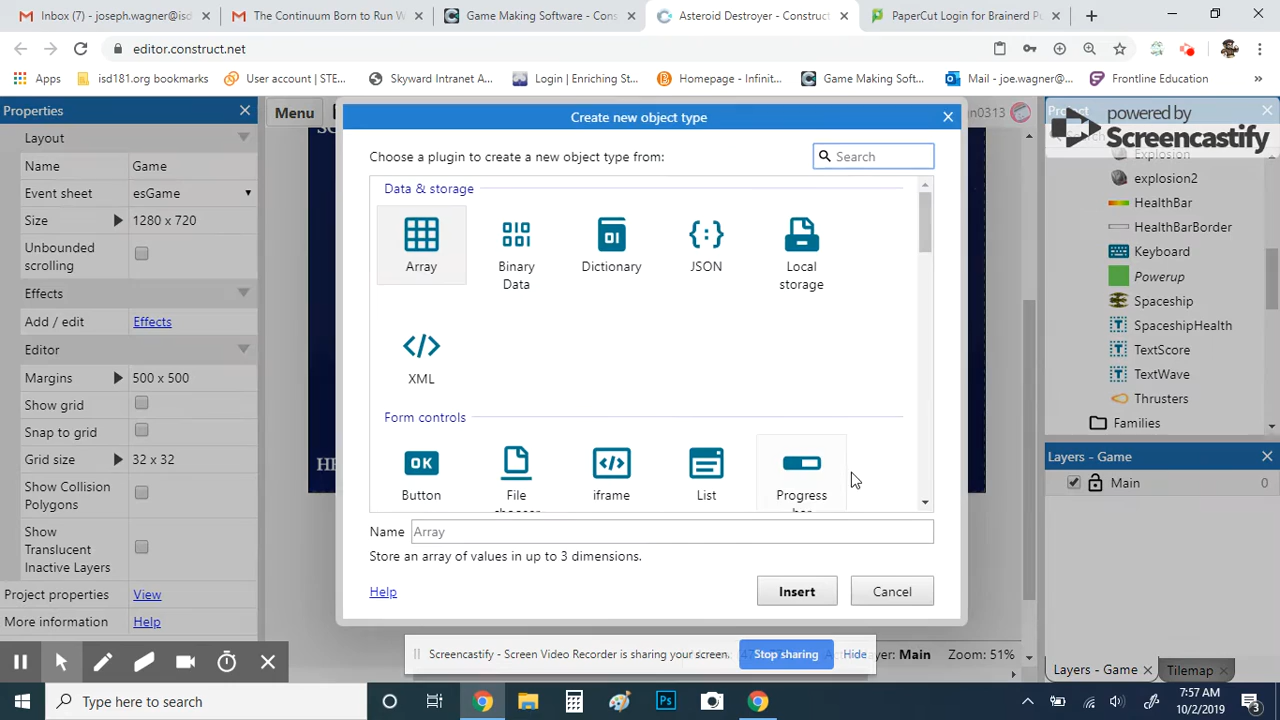 Inbox (7) - joseph.wagner@isd
The Continuum Born to Run W
Game Making Software - Cons
Asteroid Destroyer - Construct
PaperCut Login for Brainerd Pu
editor.construct.net
Apps
isd181.org bookmarks
User account | STE...
Skyward Intranet A...
Login | Enriching St...
Homepage - Infinit...
Game Making Soft...
Mail - joe.wagner@...
Frontline Education
»
Properties
Menu
Create new object type
gn0313
Project
powered by
Screencastify
Layout
Name
Game
Event sheet
esGame
Size
1280 x 720
Unbounded
scrolling
Effects
Add / edit
Effects
Editor
Margins
500 x 500
Show grid
Snap to grid
Grid size
32 x 32
Show Collision
Polygons
Show
Translucent
Inactive Layers
Project properties
View
More information
Help
Choose a plugin to create a new object type from:
Search
Data & storage
Array
Binary
Data
Dictionary
JSON
Local
storage
XML
Form controls
OK
Button
File
iframe
List
Progress
Name
Array
Store an array of values in up to 3 dimensions.
Help
Insert
Cancel
Explosion
explosion2
HealthBar
HealthBarBorder
Keyboard
Powerup
Spaceship
SpaceshipHealth
TextScore
TextWave
Thrusters
Families
Layers - Game
Main
0
HE
Screencastify - Screen Video Recorder is sharing your screen.
Stop sharing
Hide
Layer: Main
Zoom: 51%
Layers - Game
Tilemap
Type here to search
Ps
7:57 AM
10/2/2019
3